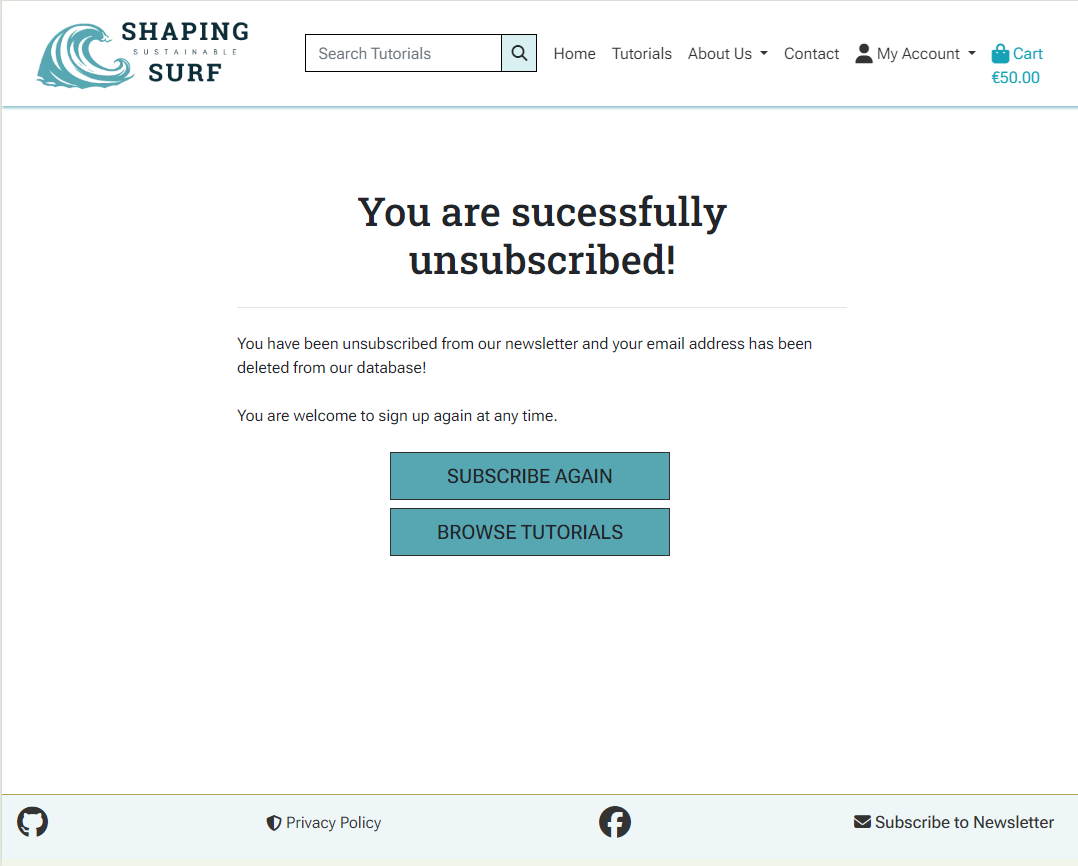 SHAPING
SUSTAINABLE
SURF
Search Tutorials
Home
Tutorials
About Us
Contact
My Account
Cart
€50.00
You are sucessfully
unsubscribed!
You have been unsubscribed from our newsletter and your email address has been
deleted from our database!
You are welcome to sign up again at any time.
SUBSCRIBE AGAIN
BROWSE TUTORIALS
Privacy Policy
Subscribe to Newsletter